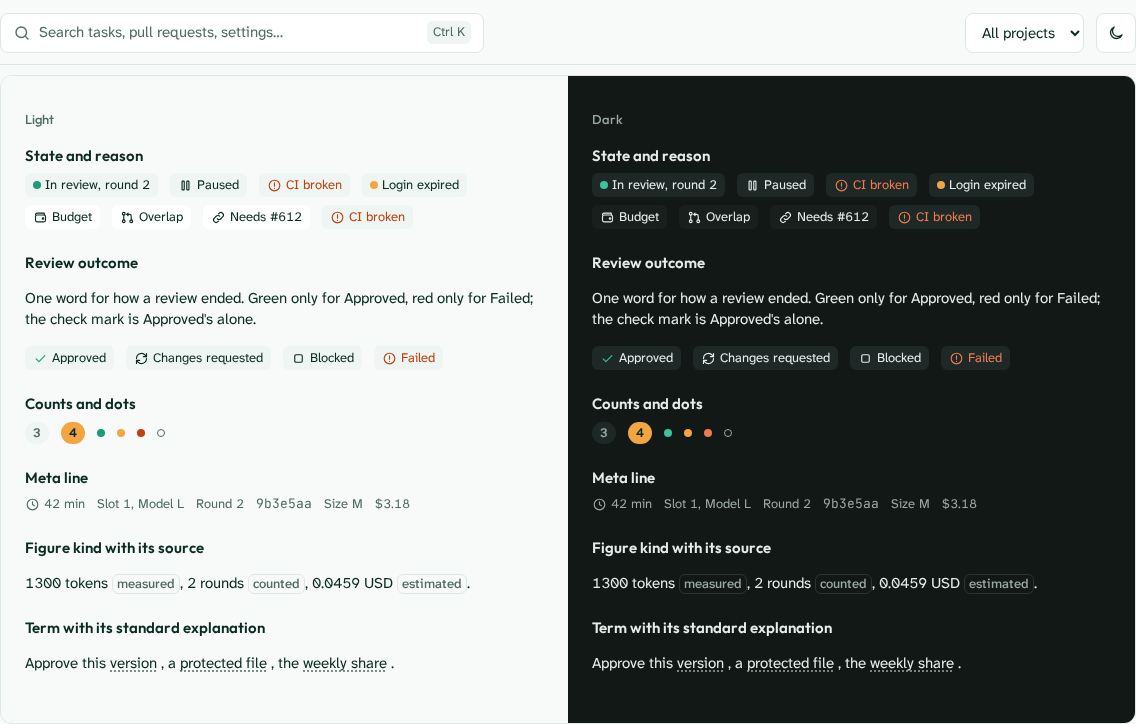 Search tasks, pull requests, settings... Ctrl K All projects
Light
State and reason
In review, round 2 Paused CI broken Login expired
Budget Overlap Needs #612 CI broken
Review outcome
One word for how a review ended. Green only for Approved, red only for Failed;
the check mark is Approved's alone.
Approved Changes requested Blocked Failed
Counts and dots
3 4
Meta line
42 min Slot 1, Model L Round 2 9b3e5aa Size M $3.18
Figure kind with its source
1300 tokens measured, 2 rounds counted, 0.0459 USD estimated.
Term with its standard explanation
Approve this version , a protected file , the weekly share .
Dark
State and reason
In review, round 2 Paused CI broken Login expired
Budget Overlap Needs #612 CI broken
Review outcome
One word for how a review ended. Green only for Approved, red only for Failed;
the check mark is Approved's alone.
Approved Changes requested Blocked Failed
Counts and dots
3 4
Meta line
42 min Slot 1, Model L Round 2 9b3e5aa Size M $3.18
Figure kind with its source
1300 tokens measured, 2 rounds counted, 0.0459 USD estimated.
Term with its standard explanation
Approve this version , a protected file , the weekly share .